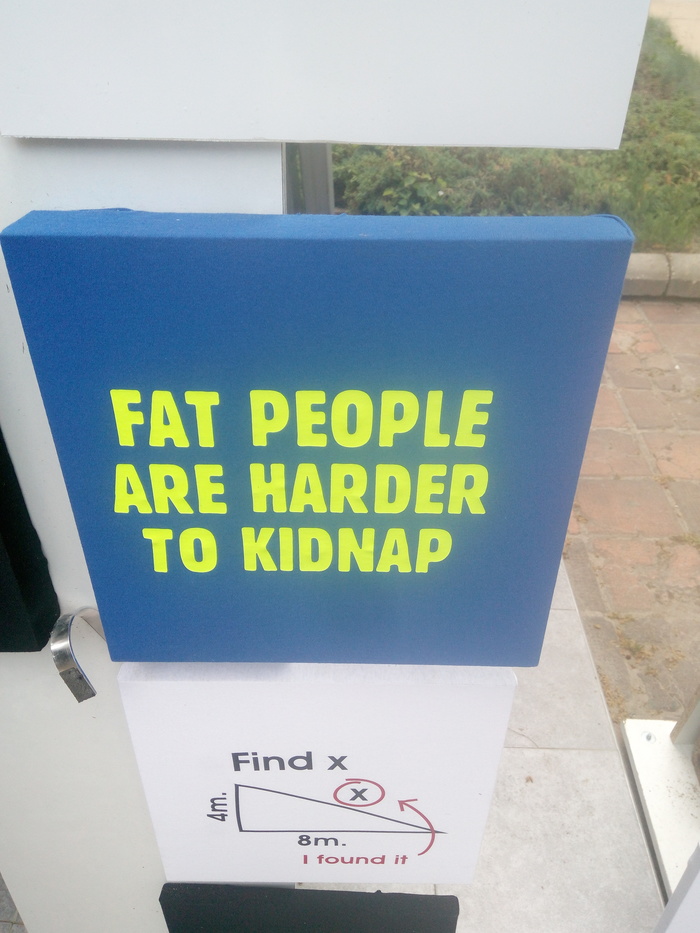 FAT PEOPLE
ARE HARDER
TO KIDNAP
Find x
x
4m.
8m.
I found it